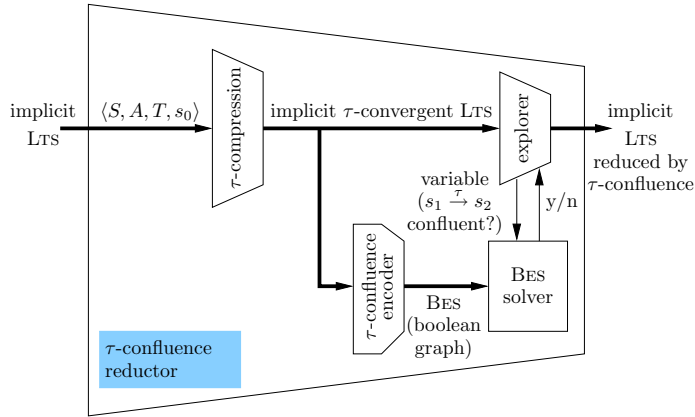 implicit
LTS
⟨S, A, T, s₀⟩
τ-compression
implicit τ-convergent LTS
explorer
implicit
LTS
reduced by
τ-confluence
variable
(s₁ →τ s₂
confluent?)
y/n
τ-confluence
encoder
BES
(boolean
graph)
BES
solver
τ-confluence
reductor